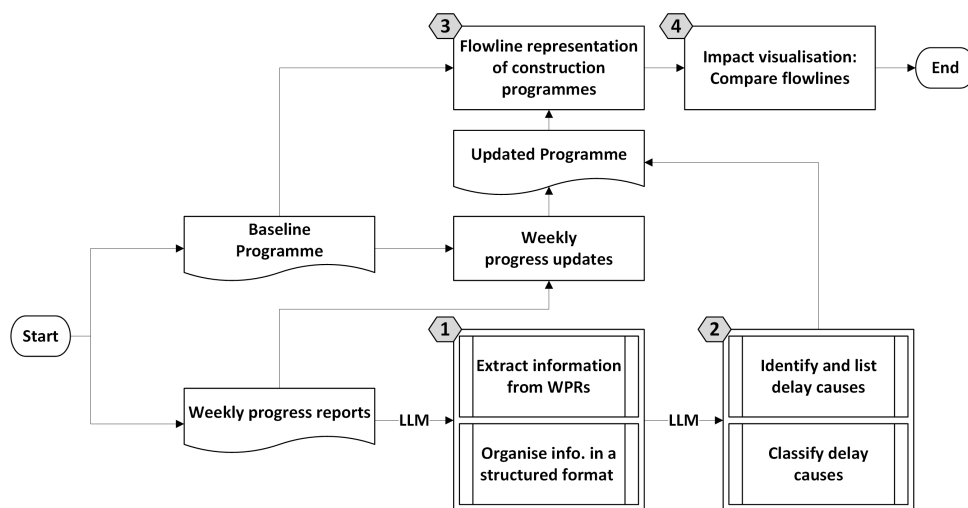 3
Flowline representation
of construction
programmes
4
Impact visualisation:
Compare flowlines
End
Updated Programme
Baseline
Programme
Weekly
progress updates
Start
Weekly progress reports
LLM
1
Extract information
from WPRs
Organise info. in a
structured format
LLM
2
Identify and list
delay causes
Classify delay
causes